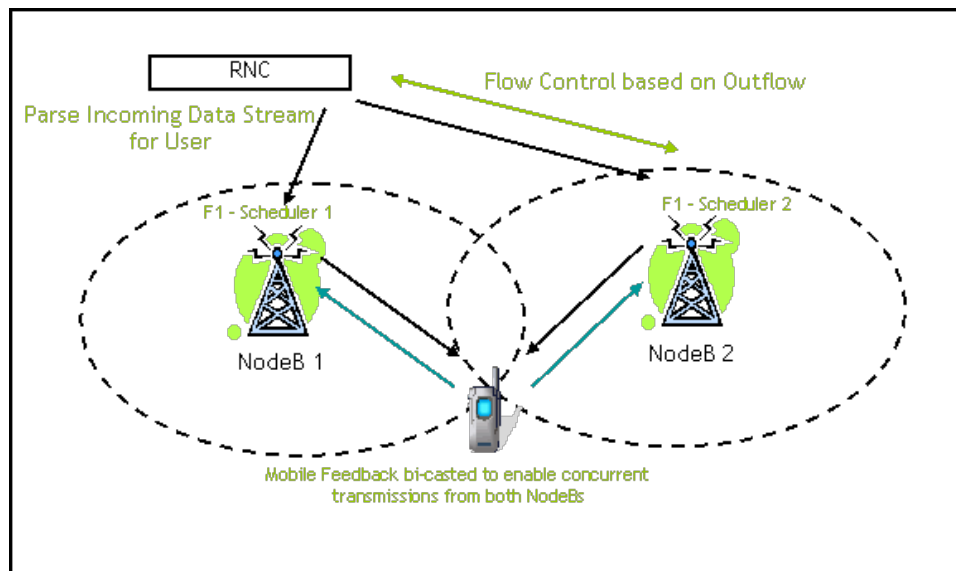 RNC
Flow Control based on Outflow
Parse Incoming Data Stream
for User
F1 - Scheduler 1
F1 - Scheduler 2
NodeB 1
NodeB 2
Mobile Feedback bi-casted to enable concurrent
transmissions from both NodeBs